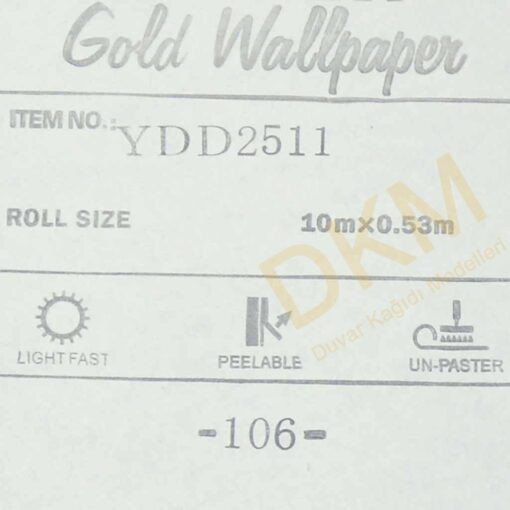 Gold Wallpaper
ITEM NO.: YDD2511
ROLL SIZE 10m×0.53m
DKM
Duvar Kağıdı Modelleri
LIGHT FAST PEELABLE UN-PASTER
-106-